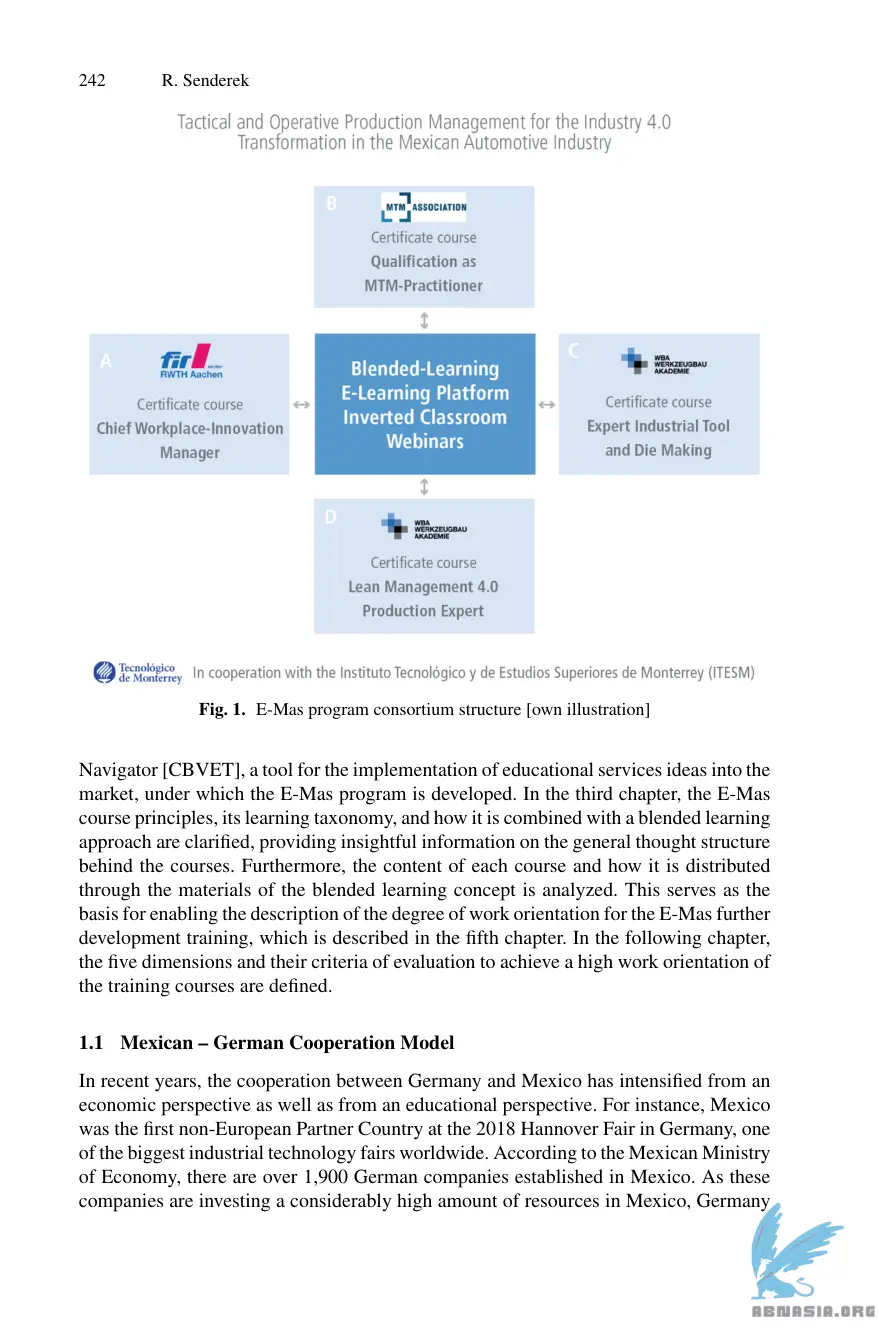 242 R. Senderek
Tactical and Operative Production Management for the Industry 4.0
Transformation in the Mexican Automotive Industry
B
MTM ASSOCIATION
Certificate course
Qualification as
MTM-Practitioner
A
fir an der
RWTH Aachen
Certificate course
Chief Workplace-Innovation
Manager
Blended-Learning
E-Learning Platform
Inverted Classroom
Webinars
C
WBA
WERKZEUGBAU
AKADEMIE
Certificate course
Expert Industrial Tool
and Die Making
D
WBA
WERKZEUGBAU
AKADEMIE
Certificate course
Lean Management 4.0
Production Expert
Tecnológico
de Monterrey
In cooperation with the Instituto Tecnológico y de Estudios Superiores de Monterrey (ITESM)
Fig. 1. E-Mas program consortium structure [own illustration]
Navigator [CBVET], a tool for the implementation of educational services ideas into the
market, under which the E-Mas program is developed. In the third chapter, the E-Mas
course principles, its learning taxonomy, and how it is combined with a blended learning
approach are clarified, providing insightful information on the general thought structure
behind the courses. Furthermore, the content of each course and how it is distributed
through the materials of the blended learning concept is analyzed. This serves as the
basis for enabling the description of the degree of work orientation for the E-Mas further
development training, which is described in the fifth chapter. In the following chapter,
the five dimensions and their criteria of evaluation to achieve a high work orientation of
the training courses are defined.
1.1 Mexican – German Cooperation Model
In recent years, the cooperation between Germany and Mexico has intensified from an
economic perspective as well as from an educational perspective. For instance, Mexico
was the first non-European Partner Country at the 2018 Hannover Fair in Germany, one
of the biggest industrial technology fairs worldwide. According to the Mexican Ministry
of Economy, there are over 1,900 German companies established in Mexico. As these
companies are investing a considerably high amount of resources in Mexico, Germany
ABNASIA.ORG